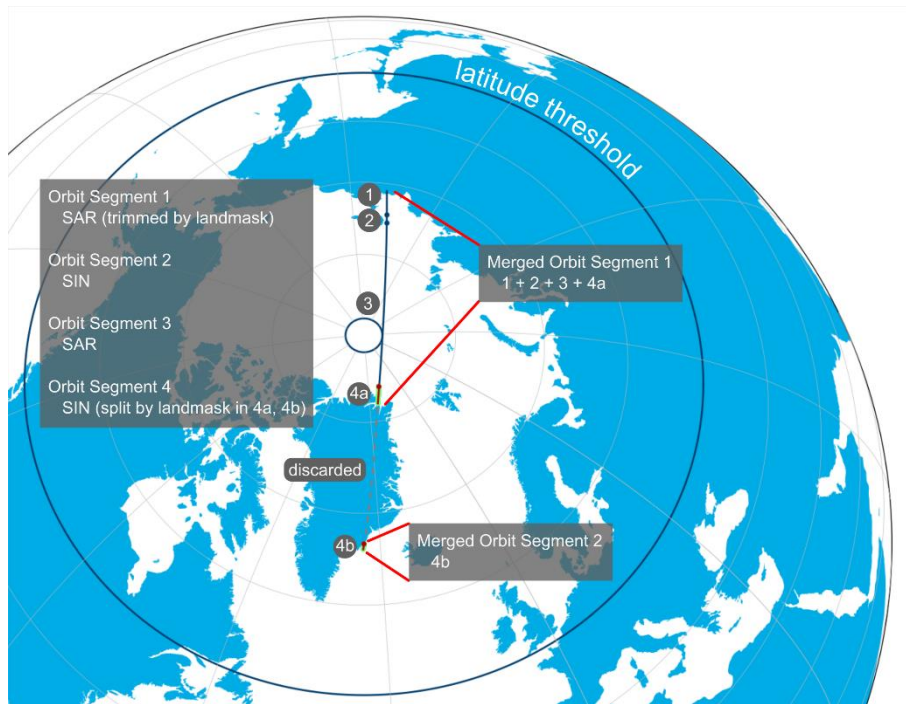 latitude threshold
Orbit Segment 1
SAR (trimmed by landmask)
Orbit Segment 2
SIN
Orbit Segment 3
SAR
Orbit Segment 4
SIN (split by landmask in 4a, 4b)
1
2
3
4a
Merged Orbit Segment 1
1 + 2 + 3 + 4a
discarded
4b
Merged Orbit Segment 2
4b